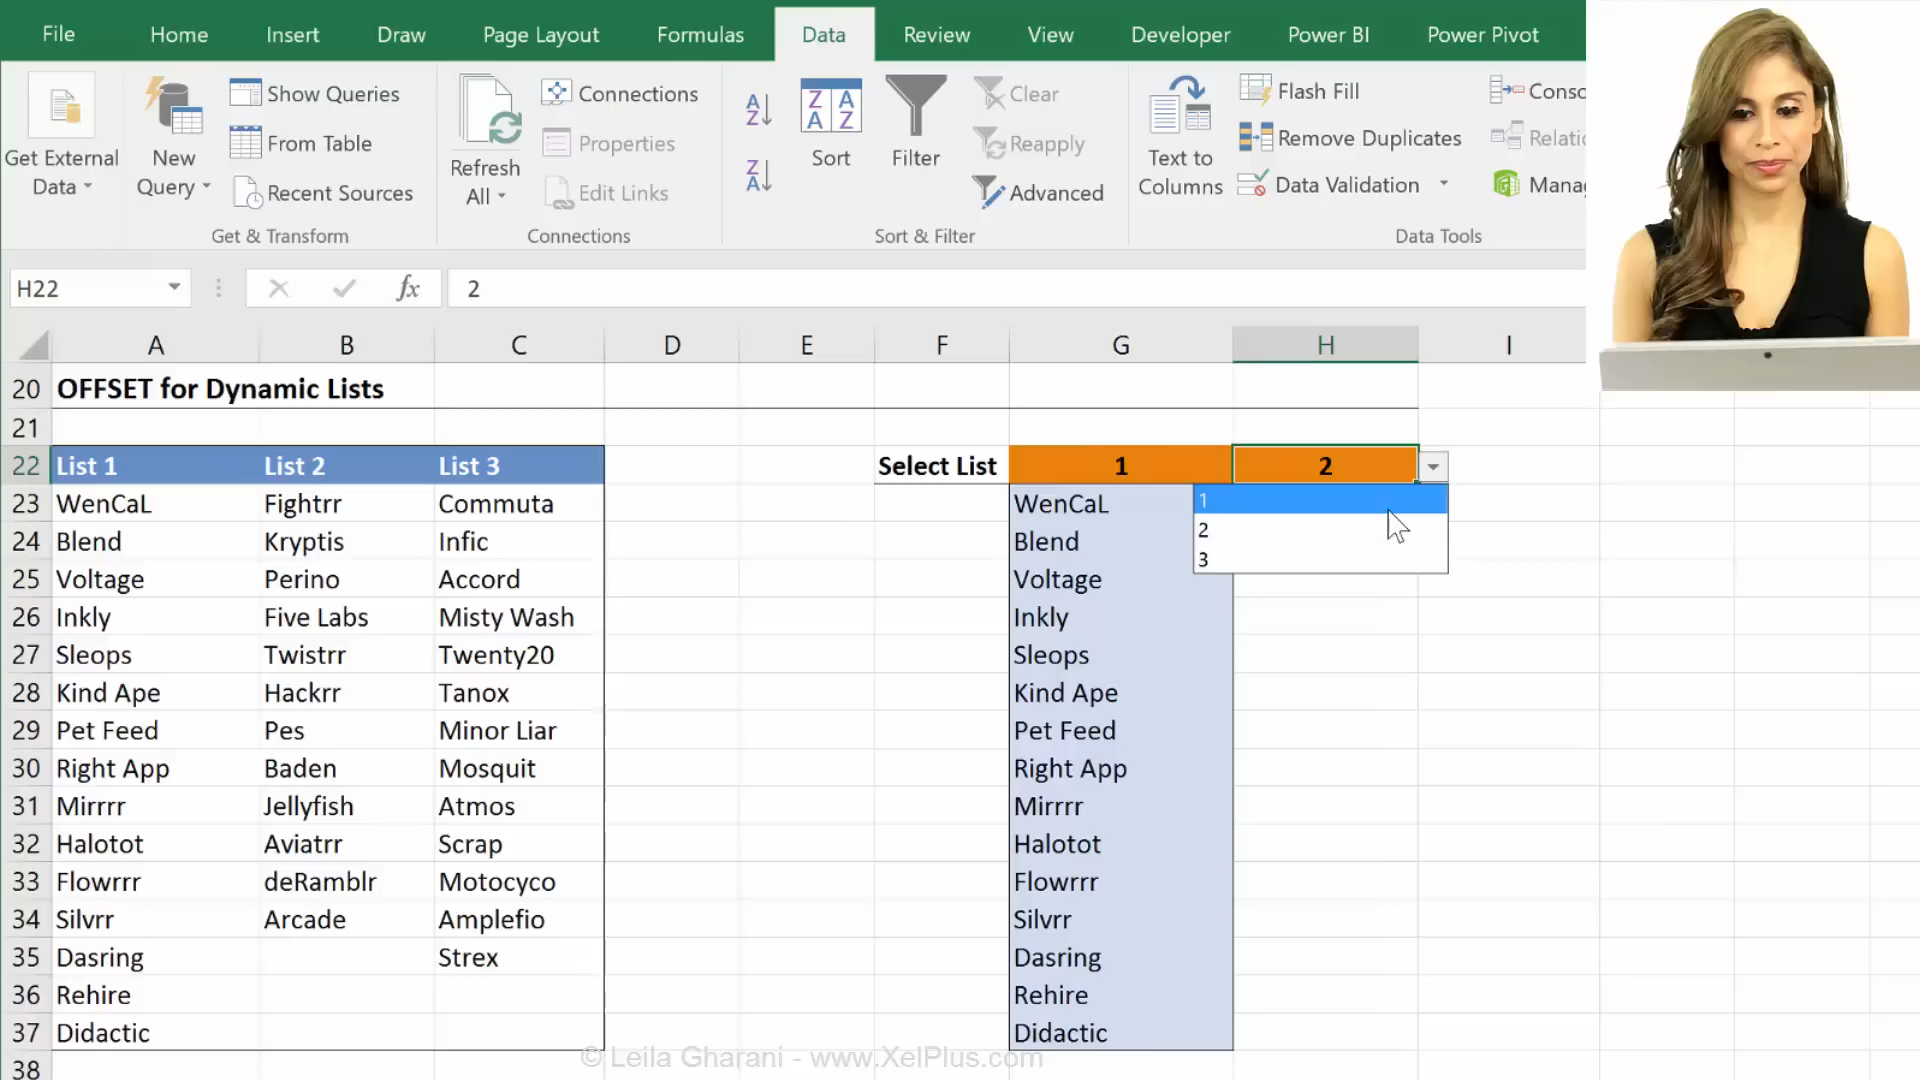 File Home Insert Draw Page Layout Formulas Data Review View Developer Power BI Power Pivot
Get External Data
New Query
Show Queries
From Table
Recent Sources
Get & Transform
Refresh All
Connections
Properties
Edit Links
Connections
Sort
Filter
Clear
Reapply
Advanced
Sort & Filter
Text to Columns
Flash Fill
Remove Duplicates
Data Validation
Conso
Relati
Manag
Data Tools
H22 fx 2
A B C D E F G H I
20 OFFSET for Dynamic Lists
21
22 List 1 List 2 List 3 Select List 1 2
23 WenCaL Fightrr Commuta WenCaL 1
24 Blend Kryptis Infic Blend 2
25 Voltage Perino Accord Voltage 3
26 Inkly Five Labs Misty Wash Inkly
27 Sleops Twistrr Twenty20 Sleops
28 Kind Ape Hackrr Tanox Kind Ape
29 Pet Feed Pes Minor Liar Pet Feed
30 Right App Baden Mosquit Right App
31 Mirrrr Jellyfish Atmos Mirrrr
32 Halotot Aviatrr Scrap Halotot
33 Flowrrr deRamblr Motocyco Flowrrr
34 Silvrr Arcade Amplefio Silvrr
35 Dasring Strex Dasring
36 Rehire Rehire
37 Didactic Didactic
38
© Leila Gharani - www.XelPlus.com